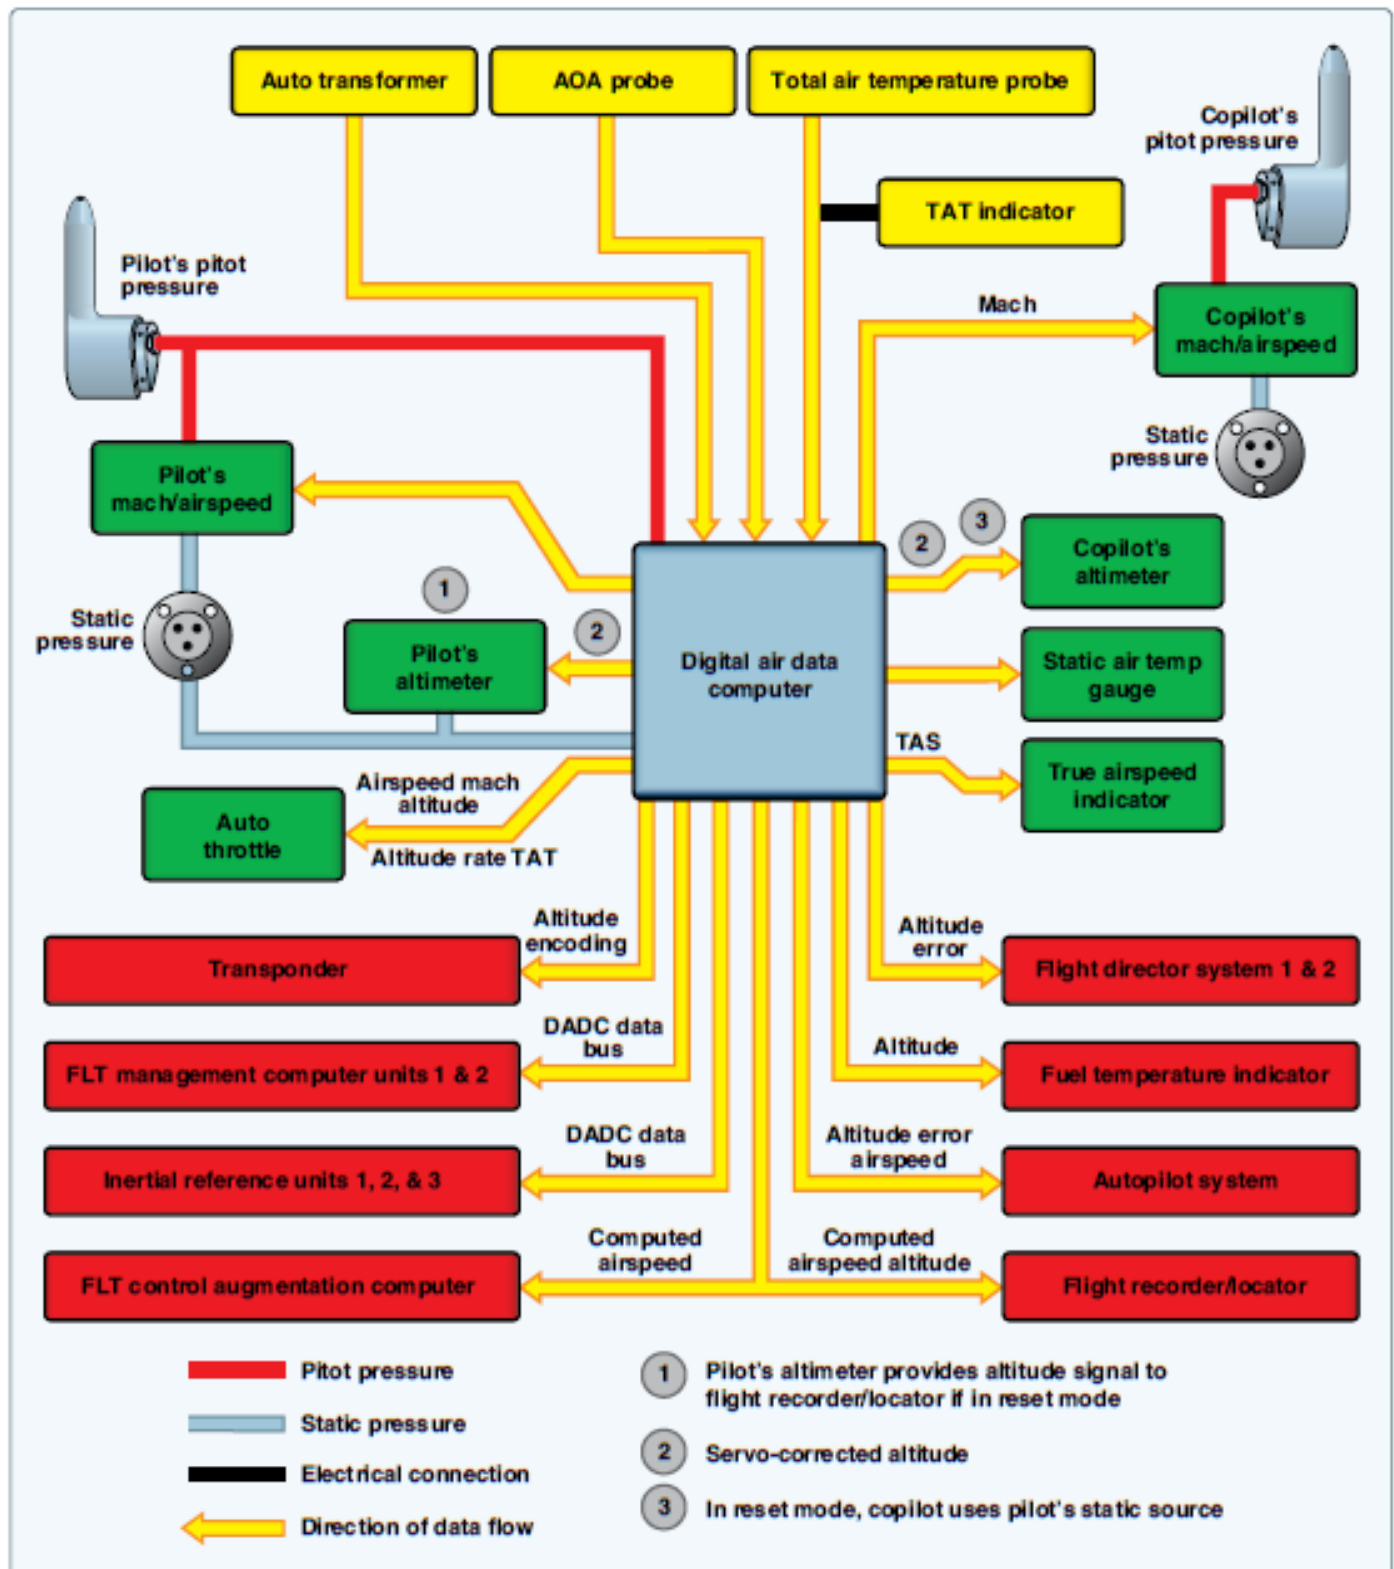 Auto transformer
AOA probe
Total air temperature probe
Copilot's
pitot pressure
TAT indicator
Pilot's pitot
pressure
Mach
Copilot's
mach/airspeed
Static
pressure
Pilot's
mach/airspeed
2
3
Copilot's
altimeter
1
Static
pressure
2
Pilot's
altimeter
Digital air data
computer
Static air temp
gauge
TAS
True airspeed
indicator
Airspeed mach
altitude
Auto
throttle
Altitude rate TAT
Altitude
encoding
Transponder
Altitude
error
Flight director system 1 & 2
DADC data
bus
FLT management computer units 1 & 2
Altitude
Fuel temperature indicator
DADC data
bus
Inertial reference units 1, 2, & 3
Altitude error
airspeed
Autopilot system
Computed
airspeed
FLT control augmentation computer
Computed
airspeed altitude
Flight recorder/locator
Pitot pressure
Static pressure
Electrical connection
Direction of data flow
1 Pilot's altimeter provides altitude signal to
flight recorder/locator if in reset mode
2 Servo-corrected altitude
3 In reset mode, copilot uses pilot's static source